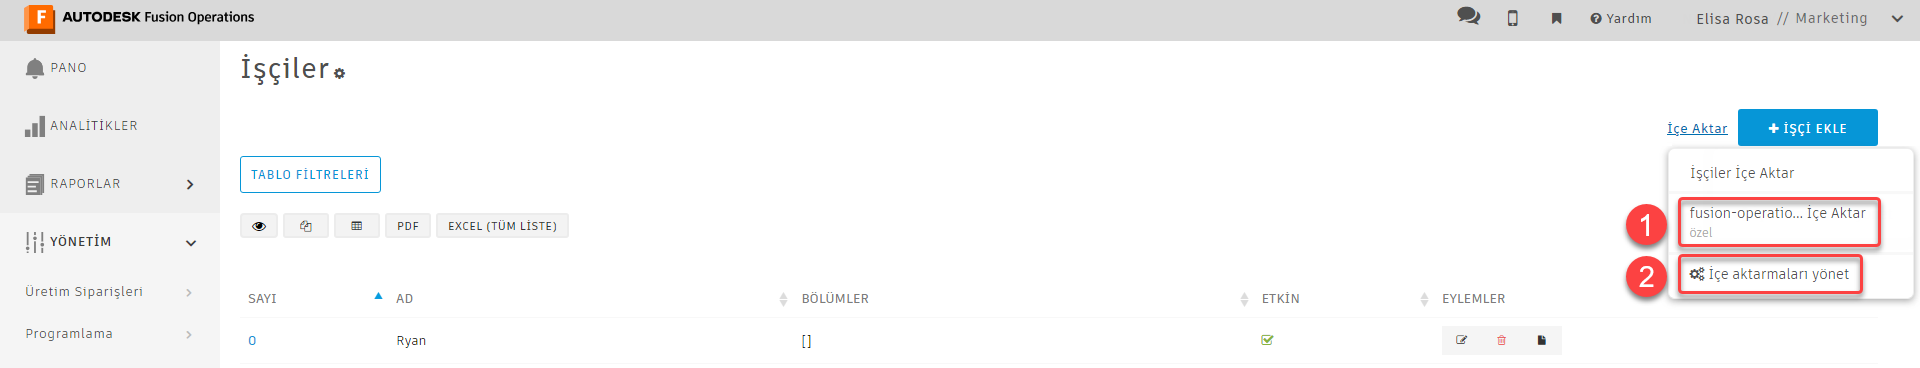 AUTODESK Fusion Operations
Yardım
Elisa Rosa // Marketing
PANO
ANALİTİKLER
RAPORLAR
YÖNETİM
Üretim Siparişleri
Programlama
İşçiler
İçe Aktar
+ İŞÇİ EKLE
İşçiler İçe Aktar
1
fusion-operatio... İçe Aktar
özel
2
İçe aktarmaları yönet
TABLO FİLTRELERİ
PDF
EXCEL (TÜM LİSTE)
SAYI AD BÖLÜMLER ETKİN EYLEMLER
0 Ryan []